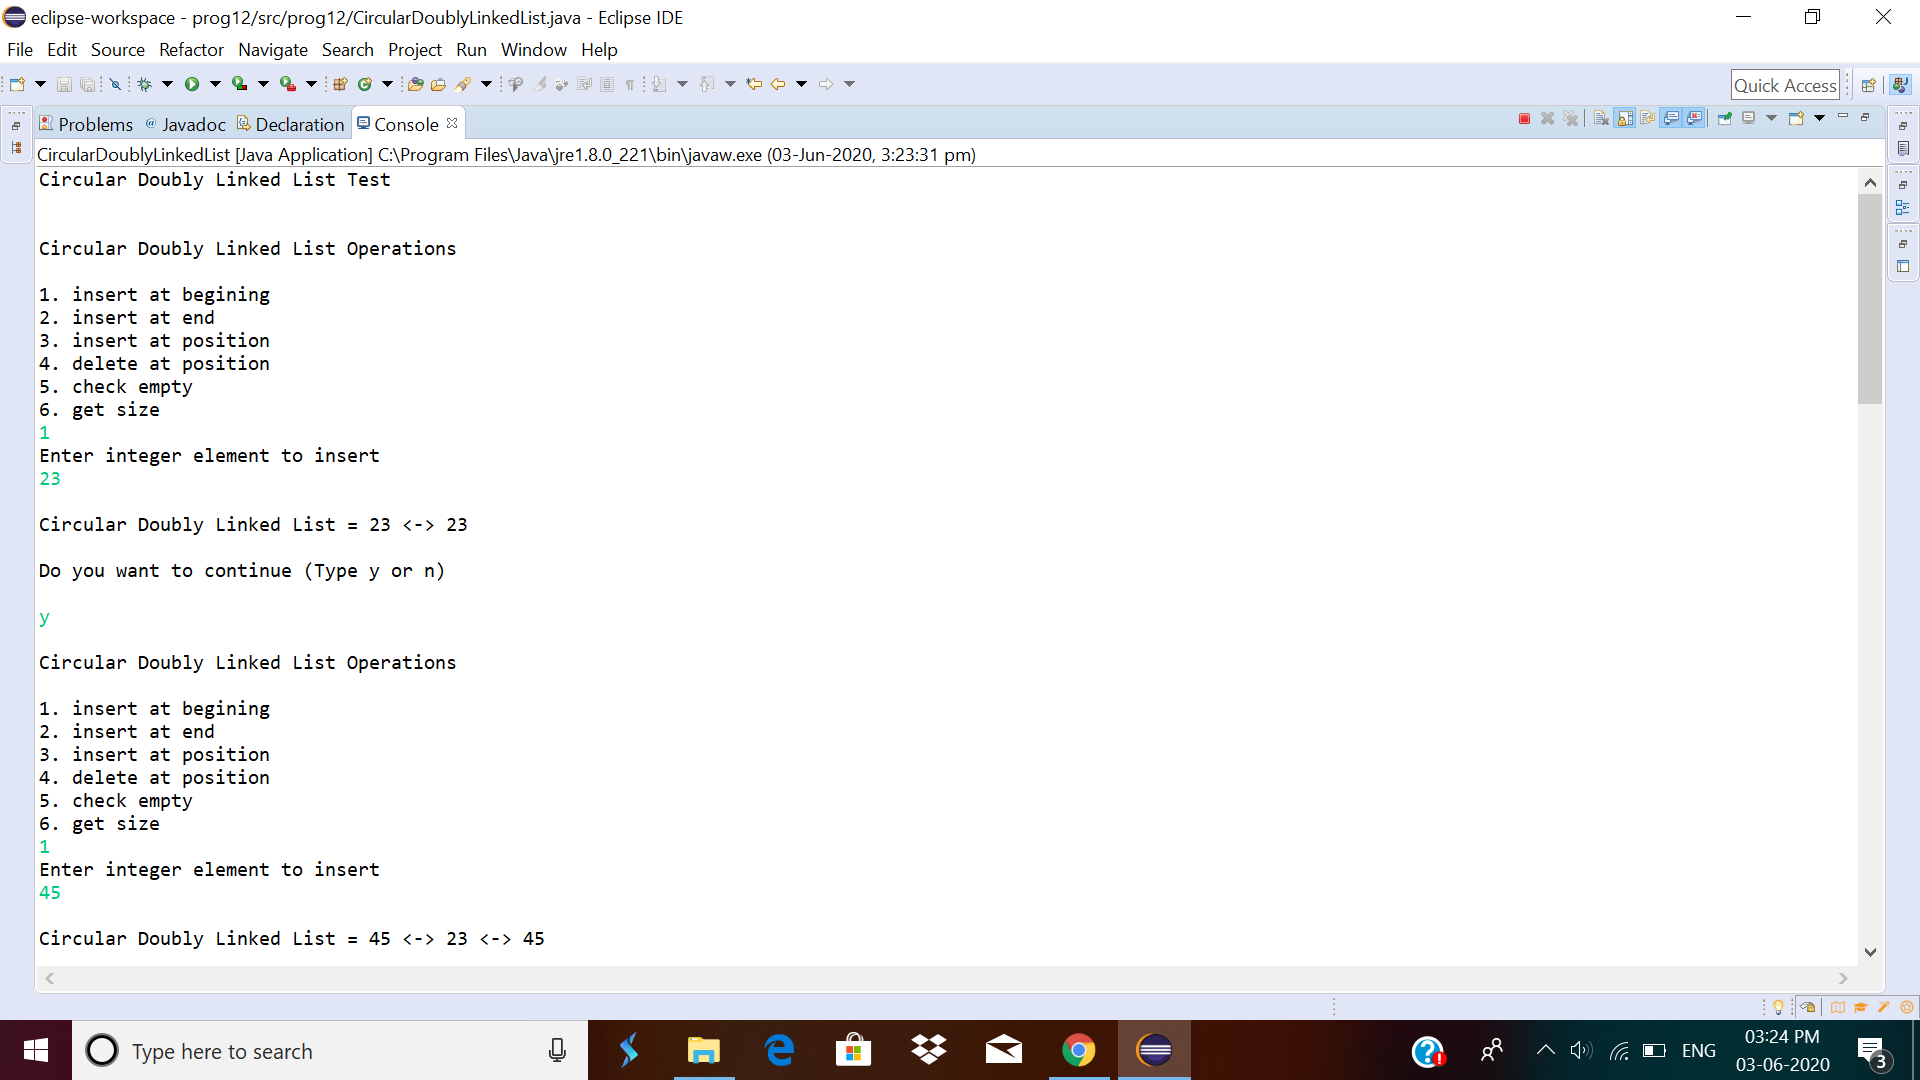 eclipse-workspace - prog12/src/prog12/CircularDoublyLinkedList.java - Eclipse IDE
File Edit Source Refactor Navigate Search Project Run Window Help
Quick Access
Problems @ Javadoc Declaration Console
CircularDoublyLinkedList [Java Application] C:\Program Files\Java\jre1.8.0_221\bin\javaw.exe (03-Jun-2020, 3:23:31 pm)
Circular Doubly Linked List Test
Circular Doubly Linked List Operations
1. insert at begining
2. insert at end
3. insert at position
4. delete at position
5. check empty
6. get size
1
Enter integer element to insert
23
Circular Doubly Linked List = 23 <-> 23
Do you want to continue (Type y or n)
y
Circular Doubly Linked List Operations
1. insert at begining
2. insert at end
3. insert at position
4. delete at position
5. check empty
6. get size
1
Enter integer element to insert
45
Circular Doubly Linked List = 45 <-> 23 <-> 45
Type here to search
ENG
03:24 PM
03-06-2020
3